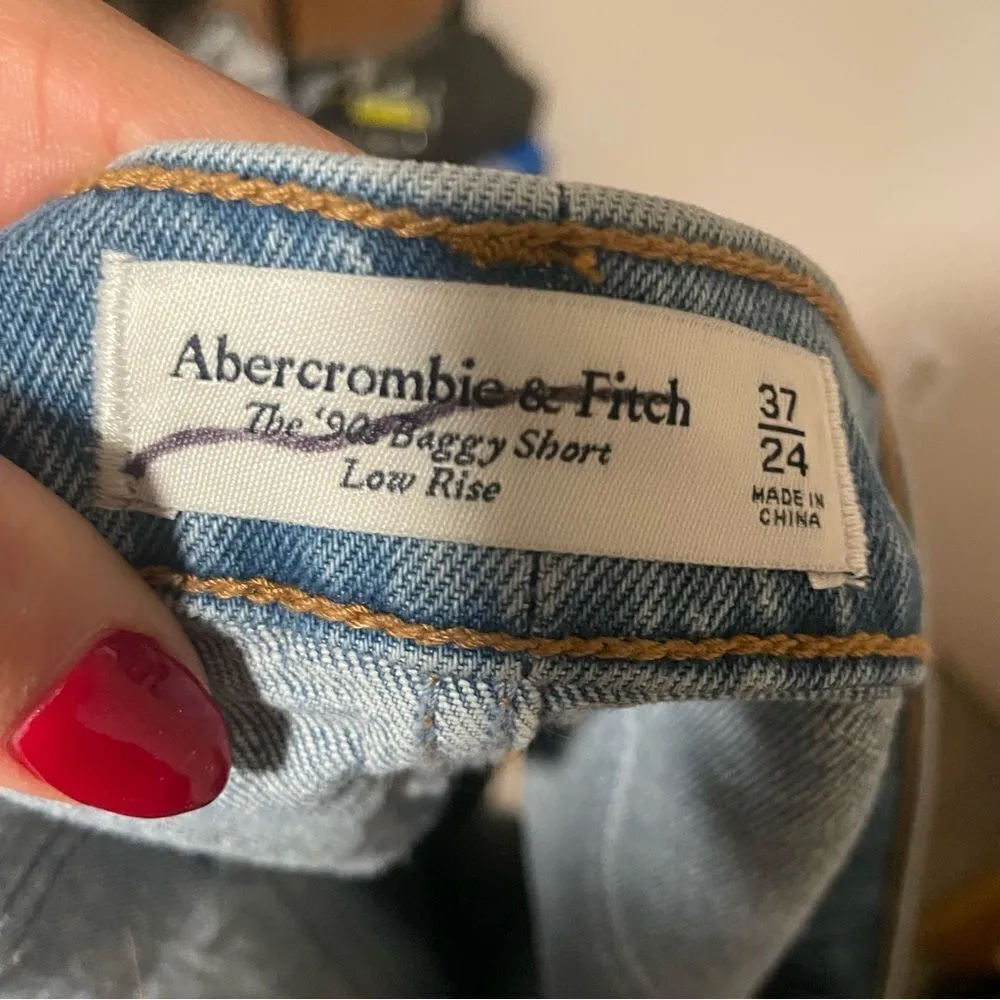 Abercrombie & Fitch
The '90s Baggy Short
Low Rise
37
24
MADE IN
CHINA